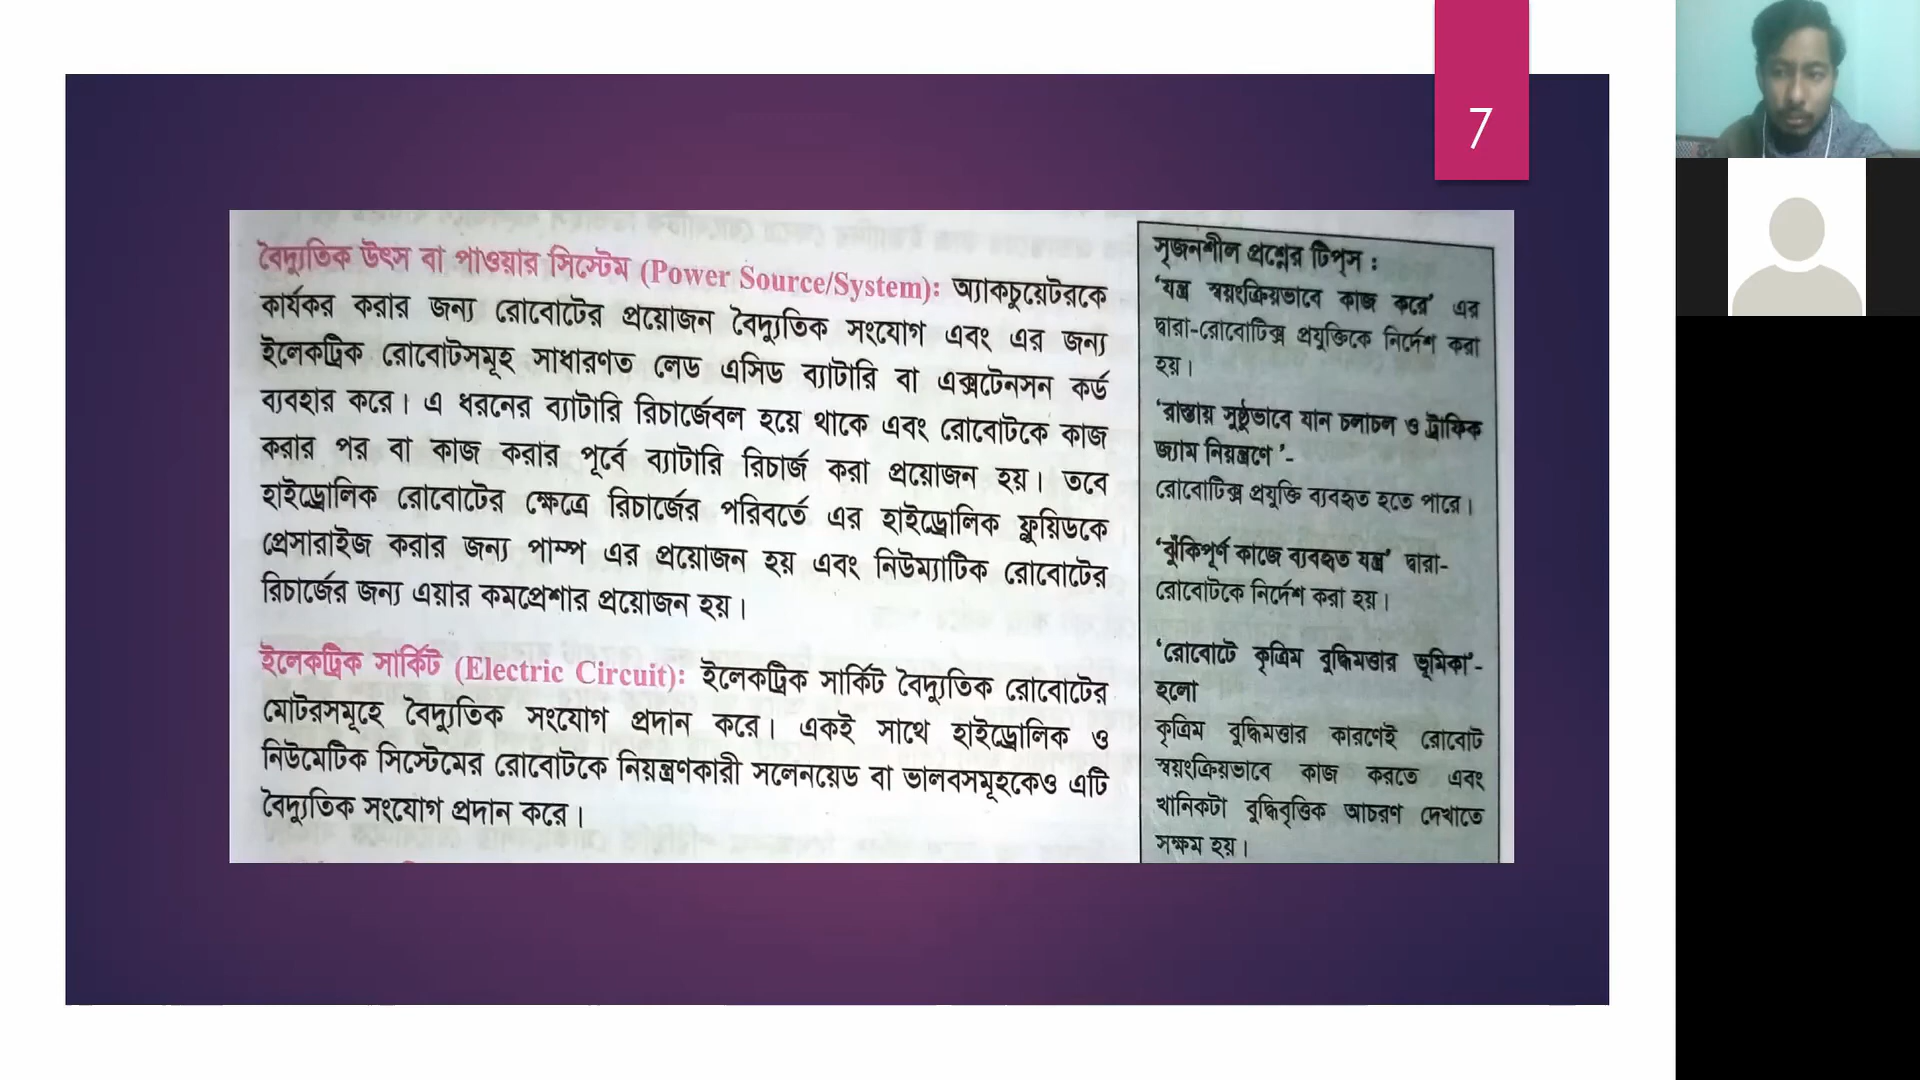 7
বৈদ্যুতিক উৎস বা পাওয়ার সিস্টেম (Power Source/System): অ্যাকচুয়েটরকে
কার্যকর করার জন্য রোবোটের প্রয়োজন বৈদ্যুতিক সংযোগ এবং এর জন্য
ইলেকট্রিক রোবোটসমূহ সাধারণত লেড এসিড ব্যাটারি বা এক্সটেনসন কর্ড
ব্যবহার করে। এ ধরনের ব্যাটারি রিচার্জেবল হয়ে থাকে এবং রোবোটকে কাজ
করার পর বা কাজ করার পূর্বে ব্যাটারি রিচার্জ করা প্রয়োজন হয়। তবে
হাইড্রোলিক রোবোটের ক্ষেত্রে রিচার্জের পরিবর্তে এর হাইড্রোলিক ফ্লুয়িডকে
প্রেসারাইজ করার জন্য পাম্প এর প্রয়োজন হয় এবং নিউম্যাটিক রোবোটের
রিচার্জের জন্য এয়ার কমপ্রেশার প্রয়োজন হয়।
ইলেকট্রিক সার্কিট (Electric Circuit): ইলেকট্রিক সার্কিট বৈদ্যুতিক রোবোটের
মোটরসমূহে বৈদ্যুতিক সংযোগ প্রদান করে। একই সাথে হাইড্রোলিক ও
নিউমেটিক সিস্টেমের রোবোটকে নিয়ন্ত্রণকারী সলেনয়েড বা ভালবসমূহকেও এটি
বৈদ্যুতিক সংযোগ প্রদান করে।
সৃজনশীল প্রশ্নের টিপ্‌স :
‘যন্ত্র স্বয়ংক্রিয়ভাবে কাজ করে’ এর
দ্বারা-রোবোটিক্স প্রযুক্তিকে নির্দেশ করা
হয়।
‘রাস্তায় সুষ্ঠুভাবে যান চলাচল ও ট্রাফিক
জ্যাম নিয়ন্ত্রণে ’-
রোবোটিক্স প্রযুক্তি ব্যবহৃত হতে পারে।
‘ঝুঁকিপূর্ণ কাজে ব্যবহৃত যন্ত্র’ দ্বারা-
রোবোটকে নির্দেশ করা হয়।
‘রোবোটে কৃত্রিম বুদ্ধিমত্তার ভূমিকা’-
হলো
কৃত্রিম বুদ্ধিমত্তার কারণেই রোবোট
স্বয়ংক্রিয়ভাবে কাজ করতে এবং
খানিকটা বুদ্ধিবৃত্তিক আচরণ দেখাতে
সক্ষম হয়।